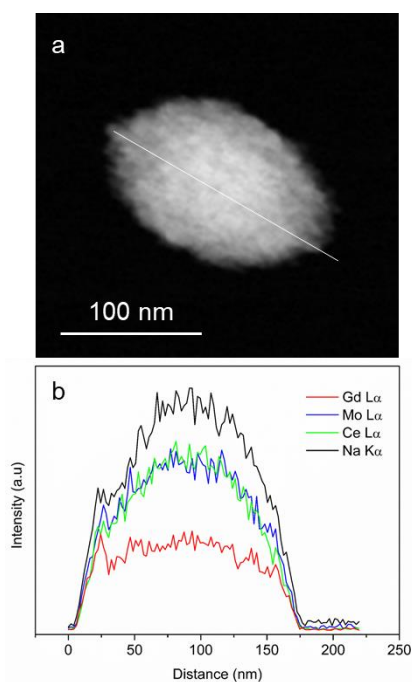 a
100 nm
b
Gd Lα
Mo Lα
Ce Lα
Na Kα
Intensity (a.u)
0 50 100 150 200 250
Distance (nm)